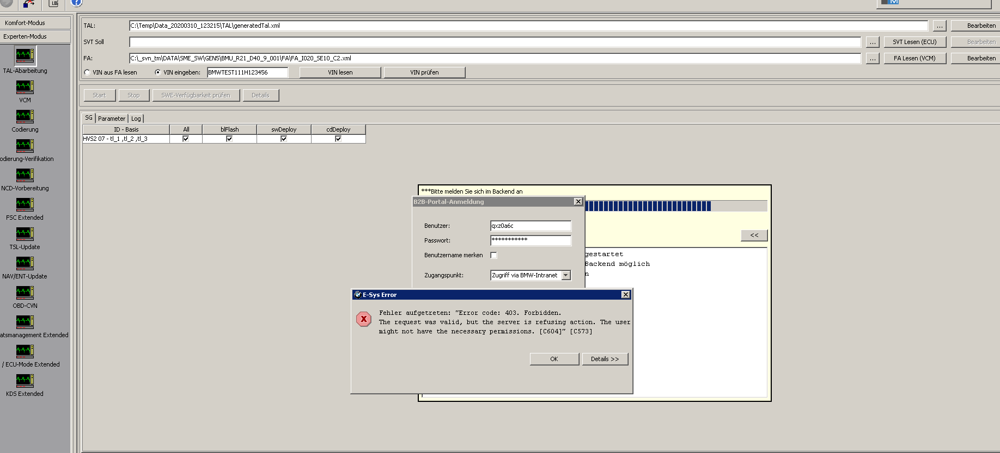 LOG
?
M
Komfort-Modus
Experten-Modus
TAL-Abarbeitung
VCM
Codierung
odierung-Verifikation
NCD-Vorbereitung
FSC Extended
TSL-Update
NAV/ENT-Update
OBD-CVN
atsmanagement Extended
/ ECU-Mode Extended
KDS Extended
TAL: C:\Temp\Data_20200310_123215\TAL\generatedTal.xml ... Bearbeiten
SVT Soll ... SVT Lesen (ECU) Bearbeiten
FA: C:\_svn_tm\DATA\SME_SW\GEN5\BMU_R21_D40_9_001\FA\FA_I020_SE10_C2.xml ... FA Lesen (VCM) Bearbeiten
VIN aus FA lesen VIN eingeben: BMWTEST111H123456 VIN lesen VIN prüfen
Start Stop SWE-Verfügbarkeit prüfen Details
SG Parameter Log
ID - Basis All blFlash swDeploy cdDeploy
HVS2 07 - tl_1 ,tl_2 ,tl_3
***Bitte melden Sie sich im Backend an
B2B-Portal-Anmeldung
Benutzer: qxz0a6c
Passwort: ***********
Benutzername merken
Zugangspunkt: Zugriff via BMW-Intranet
<<
gestartet
Backend möglich
n
E-Sys Error
Fehler aufgetreten: "Error code: 403. Forbidden.
The request was valid, but the server is refusing action. The user
might not have the necessary permissions. [C604]" [C573]
OK Details >>